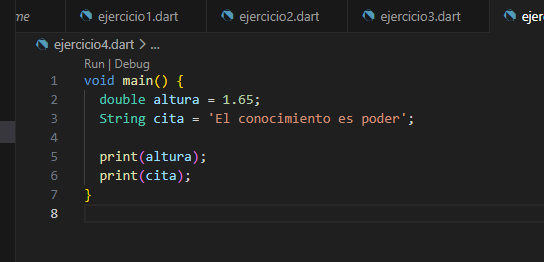 me ejercicio1.dart ejercicio2.dart ejercicio3.dart
ejercicio4.dart > ...
Run | Debug
1 void main() {
2 double altura = 1.65;
3 String cita = 'El conocimiento es poder';
4
5 print(altura);
6 print(cita);
7 }
8